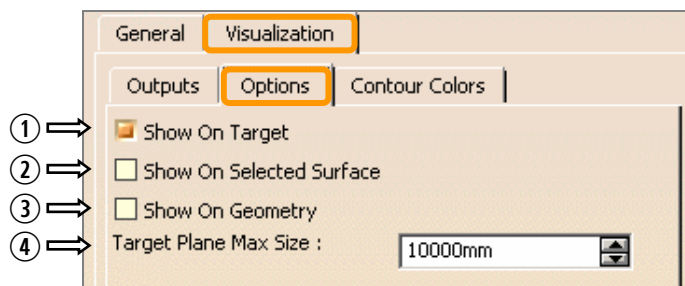 General Visualization
Outputs Options Contour Colors
① Show On Target
② Show On Selected Surface
③ Show On Geometry
④ Target Plane Max Size : 10000mm